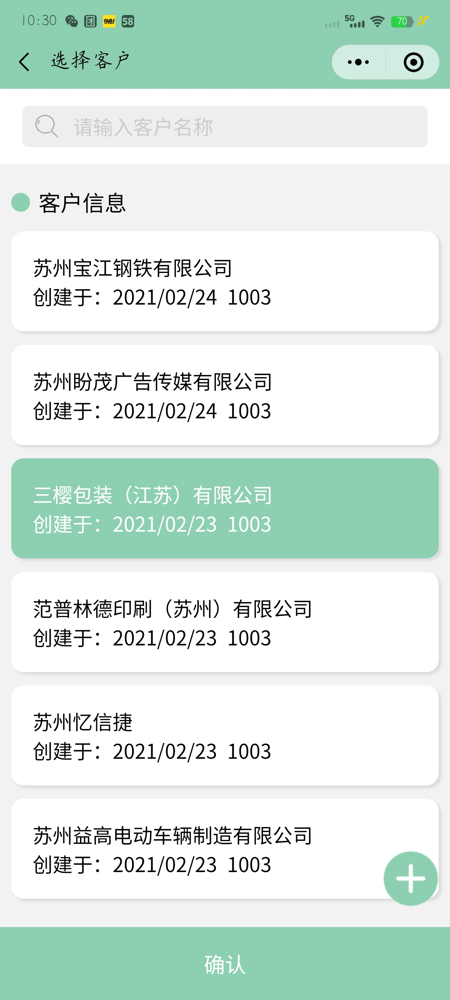 10:30 团 快看! 58 5G 70
选择客户
请输入客户名称
客户信息
苏州宝江钢铁有限公司
创建于：2021/02/24 1003
苏州盼茂广告传媒有限公司
创建于：2021/02/24 1003
三樱包装（江苏）有限公司
创建于：2021/02/23 1003
范普林德印刷（苏州）有限公司
创建于：2021/02/23 1003
苏州忆信捷
创建于：2021/02/23 1003
苏州益高电动车辆制造有限公司
创建于：2021/02/23 1003
确认